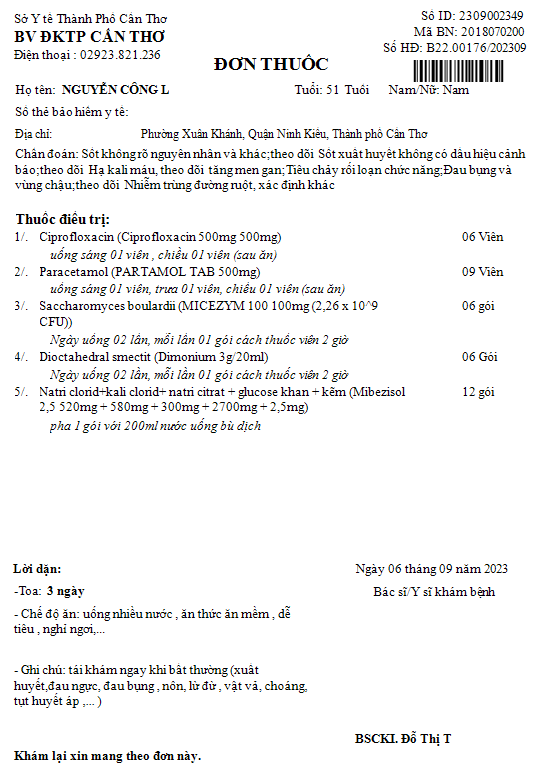 Sở Y tế Thành Phố Cần Thơ
BV ĐKTP CẦN THƠ
Điện thoại : 02923.821.236
Số ID: 2309002349
Mã BN: 2018070200
Số HĐ: B22.00176/202309
ĐƠN THUỐC
Họ tên: NGUYỄN CÔNG L Tuổi: 51 Tuổi Nam/Nữ: Nam
Số thẻ bảo hiểm y tế:
Địa chỉ: Phường Xuân Khánh, Quận Ninh Kiều, Thành phố Cần Thơ
Chẩn đoán: Sốt không rõ nguyên nhân và khác;theo dõi Sốt xuất huyết không có dấu hiệu cảnh
báo;theo dõi Hạ kali máu, theo dõi tăng men gan;Tiêu chảy rối loạn chức năng;Đau bụng và
vùng chậu;theo dõi Nhiễm trùng đường ruột, xác định khác
Thuốc điều trị:
1/. Ciprofloxacin (Ciprofloxacin 500mg 500mg) 06 Viên
uống sáng 01 viên , chiều 01 viên (sau ăn)
2/. Paracetamol (PARTAMOL TAB 500mg) 09 Viên
uống sáng 01 viên, trưa 01 viên, chiều 01 viên (sau ăn)
3/. Saccharomyces boulardii (MICEZYM 100 100mg (2,26 x 10^9 06 gói
CFU))
Ngày uống 02 lần, mỗi lần 01 gói cách thuốc viên 2 giờ
4/. Dioctahedral smectit (Dimonium 3g/20ml) 06 Gói
Ngày uống 02 lần, mỗi lần 01 gói cách thuốc viên 2 giờ
5/. Natri clorid+kali clorid+ natri citrat + glucose khan + kẽm (Mibezisol 12 gói
2,5 520mg + 580mg + 300mg + 2700mg + 2,5mg)
pha 1 gói với 200ml nước uống bù dịch
Lời dặn:
Ngày 06 tháng 09 năm 2023
-Toa: 3 ngày
Bác sĩ/Y sĩ khám bệnh
- Chế độ ăn: uống nhiều nước , ăn thức ăn mềm , dễ
tiêu , nghỉ ngơi,...
- Ghi chú: tái khám ngay khi bất thường (xuất
huyết,đau ngực, đau bụng , nôn, lừ đừ , vật vả, choáng,
tụt huyết áp ,... )
BSCKI. Đỗ Thị T
Khám lại xin mang theo đơn này.